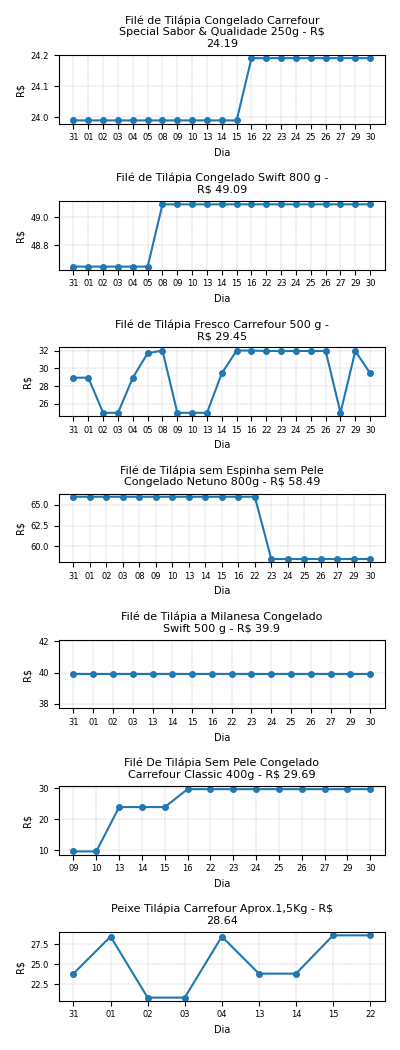 Filé de Tilápia Congelado Carrefour
Special Sabor & Qualidade 250g - R$
24.19
24.2
24.1
24.0
R$
31 01 02 03 04 05 08 09 10 13 14 15 16 22 23 24 25 26 27 29 30
Dia
Filé de Tilápia Congelado Swift 800 g -
R$ 49.09
49.0
48.8
R$
31 01 02 03 04 05 08 09 10 13 14 15 16 22 23 24 25 26 27 29 30
Dia
Filé de Tilápia Fresco Carrefour 500 g -
R$ 29.45
32
30
28
26
R$
31 01 02 03 04 05 08 09 10 13 14 15 16 22 23 24 25 26 27 29 30
Dia
Filé de Tilápia sem Espinha sem Pele
Congelado Netuno 800g - R$ 58.49
65.0
62.5
60.0
R$
31 01 02 03 08 09 10 13 14 15 16 22 23 24 25 26 27 29 30
Dia
Filé de Tilápia a Milanesa Congelado
Swift 500 g - R$ 39.9
42
40
38
R$
31 01 02 03 13 14 15 16 22 23 24 25 26 27 29 30
Dia
Filé De Tilápia Sem Pele Congelado
Carrefour Classic 400g - R$ 29.69
30
20
10
R$
09 10 13 14 15 16 22 23 24 25 26 27 29 30
Dia
Peixe Tilápia Carrefour Aprox.1,5Kg - R$
28.64
27.5
25.0
22.5
R$
31 01 02 03 04 13 14 15 22
Dia